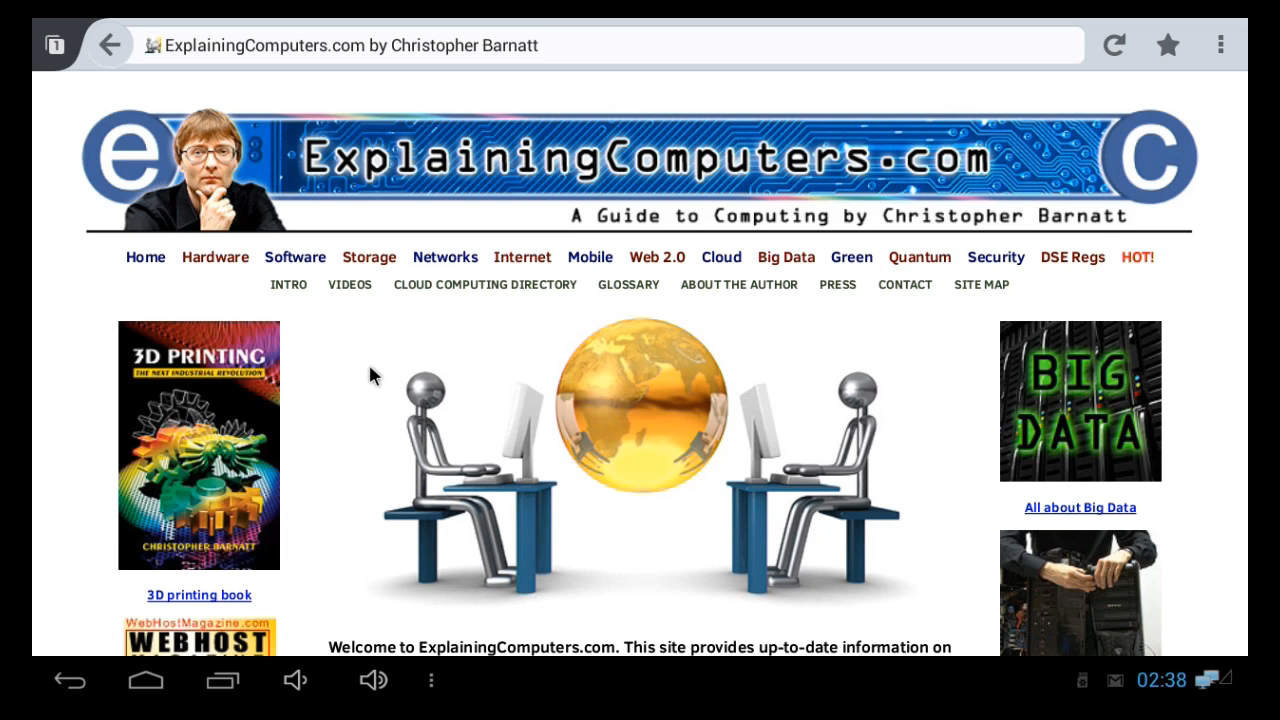 1
ExplainingComputers.com by Christopher Barnatt
e ExplainingComputers.com C
A Guide to Computing by Christopher Barnatt
Home Hardware Software Storage Networks Internet Mobile Web 2.0 Cloud Big Data Green Quantum Security DSE Regs HOT!
INTRO VIDEOS CLOUD COMPUTING DIRECTORY GLOSSARY ABOUT THE AUTHOR PRESS CONTACT SITE MAP
3D PRINTING
THE NEXT INDUSTRIAL REVOLUTION
CHRISTOPHER BARNATT
3D printing book
WebHostMagazine.com
WEBHOST
BIG
DATA
All about Big Data
Welcome to ExplainingComputers.com. This site provides up-to-date information on
02:38